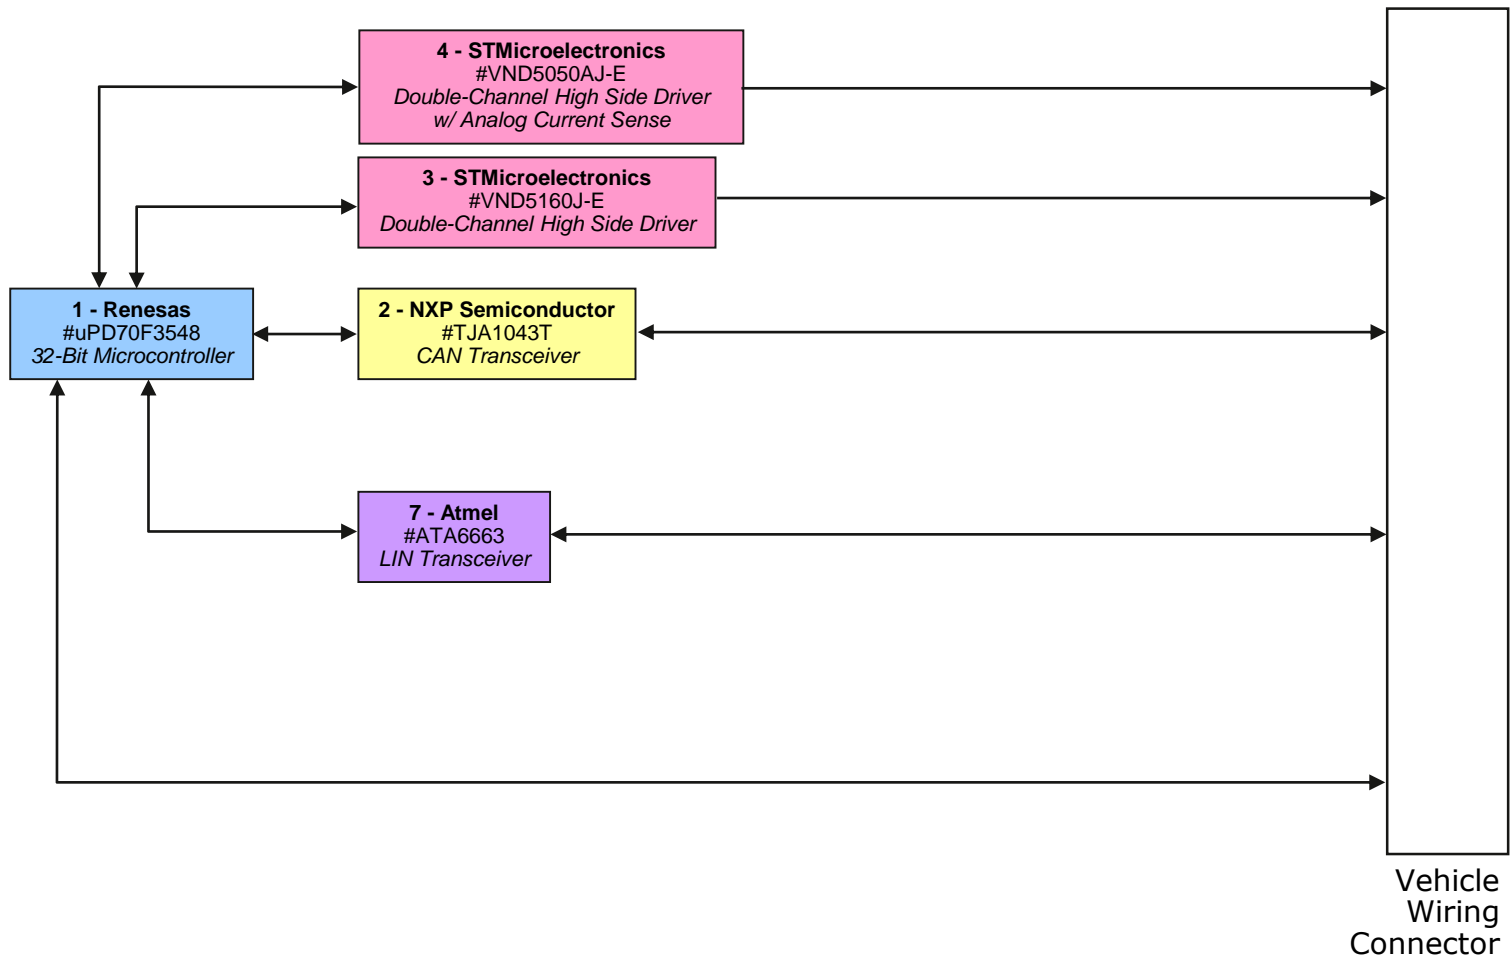 4 - STMicroelectronics
#VND5050AJ-E
Double-Channel High Side Driver
w/ Analog Current Sense
3 - STMicroelectronics
#VND5160J-E
Double-Channel High Side Driver
1 - Renesas
#uPD70F3548
32-Bit Microcontroller
2 - NXP Semiconductor
#TJA1043T
CAN Transceiver
7 - Atmel
#ATA6663
LIN Transceiver
Vehicle
Wiring
Connector